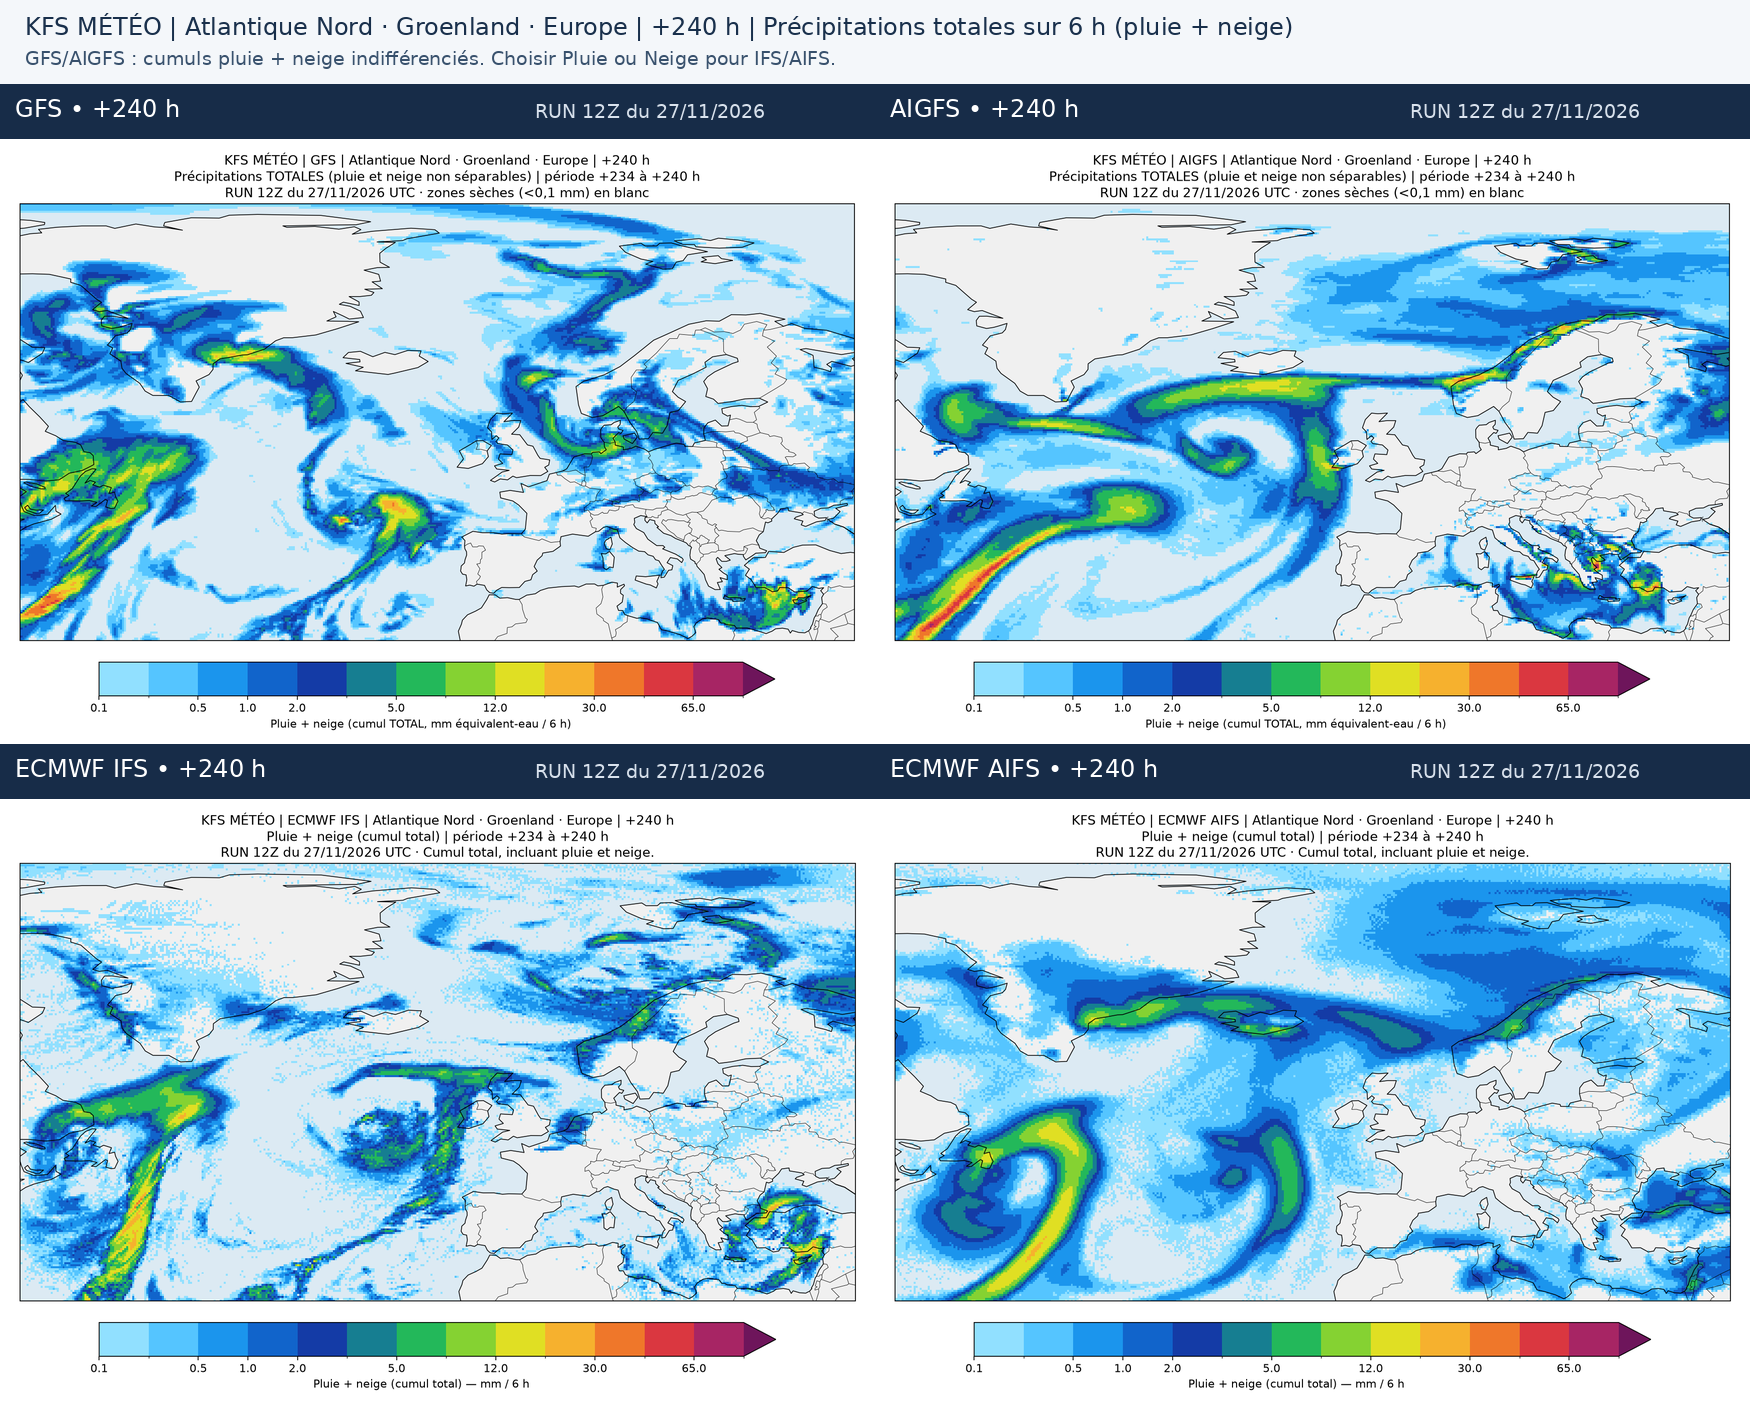 KFS MÉTÉO | Atlantique Nord · Groenland · Europe | +240 h | Précipitations totales sur 6 h (pluie + neige)
GFS/AIGFS : cumuls pluie + neige indifférenciés. Choisir Pluie ou Neige pour IFS/AIFS.
GFS • +240 h
RUN 12Z du 27/11/2026
AIGFS • +240 h
RUN 12Z du 27/11/2026
KFS MÉTÉO | GFS | Atlantique Nord · Groenland · Europe | +240 h
Précipitations TOTALES (pluie et neige non séparables) | période +234 à +240 h
RUN 12Z du 27/11/2026 UTC · zones sèches (<0,1 mm) en blanc
KFS MÉTÉO | AIGFS | Atlantique Nord · Groenland · Europe | +240 h
Précipitations TOTALES (pluie et neige non séparables) | période +234 à +240 h
RUN 12Z du 27/11/2026 UTC · zones sèches (<0,1 mm) en blanc
0.1 0.5 1.0 2.0 5.0 12.0 30.0 65.0
Pluie + neige (cumul TOTAL, mm équivalent-eau / 6 h)
0.1 0.5 1.0 2.0 5.0 12.0 30.0 65.0
Pluie + neige (cumul TOTAL, mm équivalent-eau / 6 h)
ECMWF IFS • +240 h
RUN 12Z du 27/11/2026
ECMWF AIFS • +240 h
RUN 12Z du 27/11/2026
KFS MÉTÉO | ECMWF IFS | Atlantique Nord · Groenland · Europe | +240 h
Pluie + neige (cumul total) | période +234 à +240 h
RUN 12Z du 27/11/2026 UTC · Cumul total, incluant pluie et neige.
KFS MÉTÉO | ECMWF AIFS | Atlantique Nord · Groenland · Europe | +240 h
Pluie + neige (cumul total) | période +234 à +240 h
RUN 12Z du 27/11/2026 UTC · Cumul total, incluant pluie et neige.
0.1 0.5 1.0 2.0 5.0 12.0 30.0 65.0
Pluie + neige (cumul total) — mm / 6 h
0.1 0.5 1.0 2.0 5.0 12.0 30.0 65.0
Pluie + neige (cumul total) — mm / 6 h